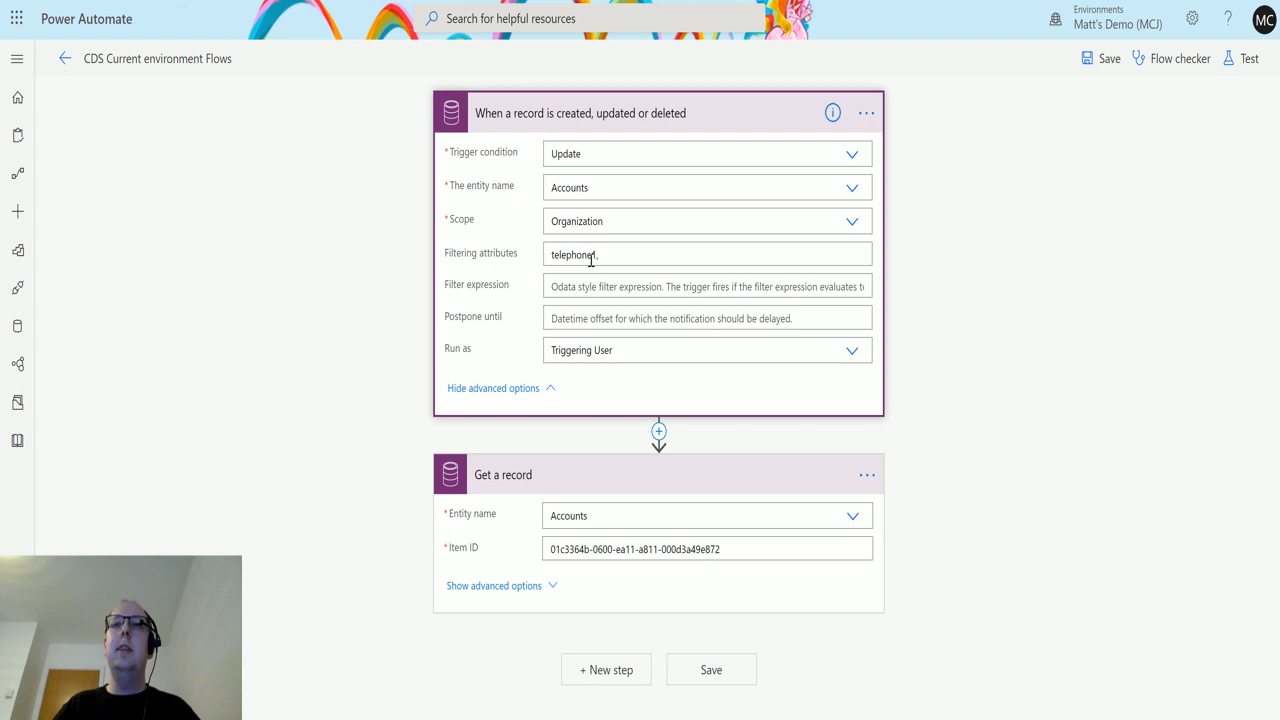 Power Automate
Search for helpful resources
Environments
Matt's Demo (MCJ)
MC
CDS Current environment Flows
Save
Flow checker
Test
When a record is created, updated or deleted
* Trigger condition
Update
* The entity name
Accounts
* Scope
Organization
Filtering attributes
telephone1,
Filter expression
Odata style filter expression. The trigger fires if the filter expression evaluates to
Postpone until
Datetime offset for which the notification should be delayed.
Run as
Triggering User
Hide advanced options
Get a record
* Entity name
Accounts
* Item ID
01c3364b-0600-ea11-a811-000d3a49e872
Show advanced options
+ New step
Save